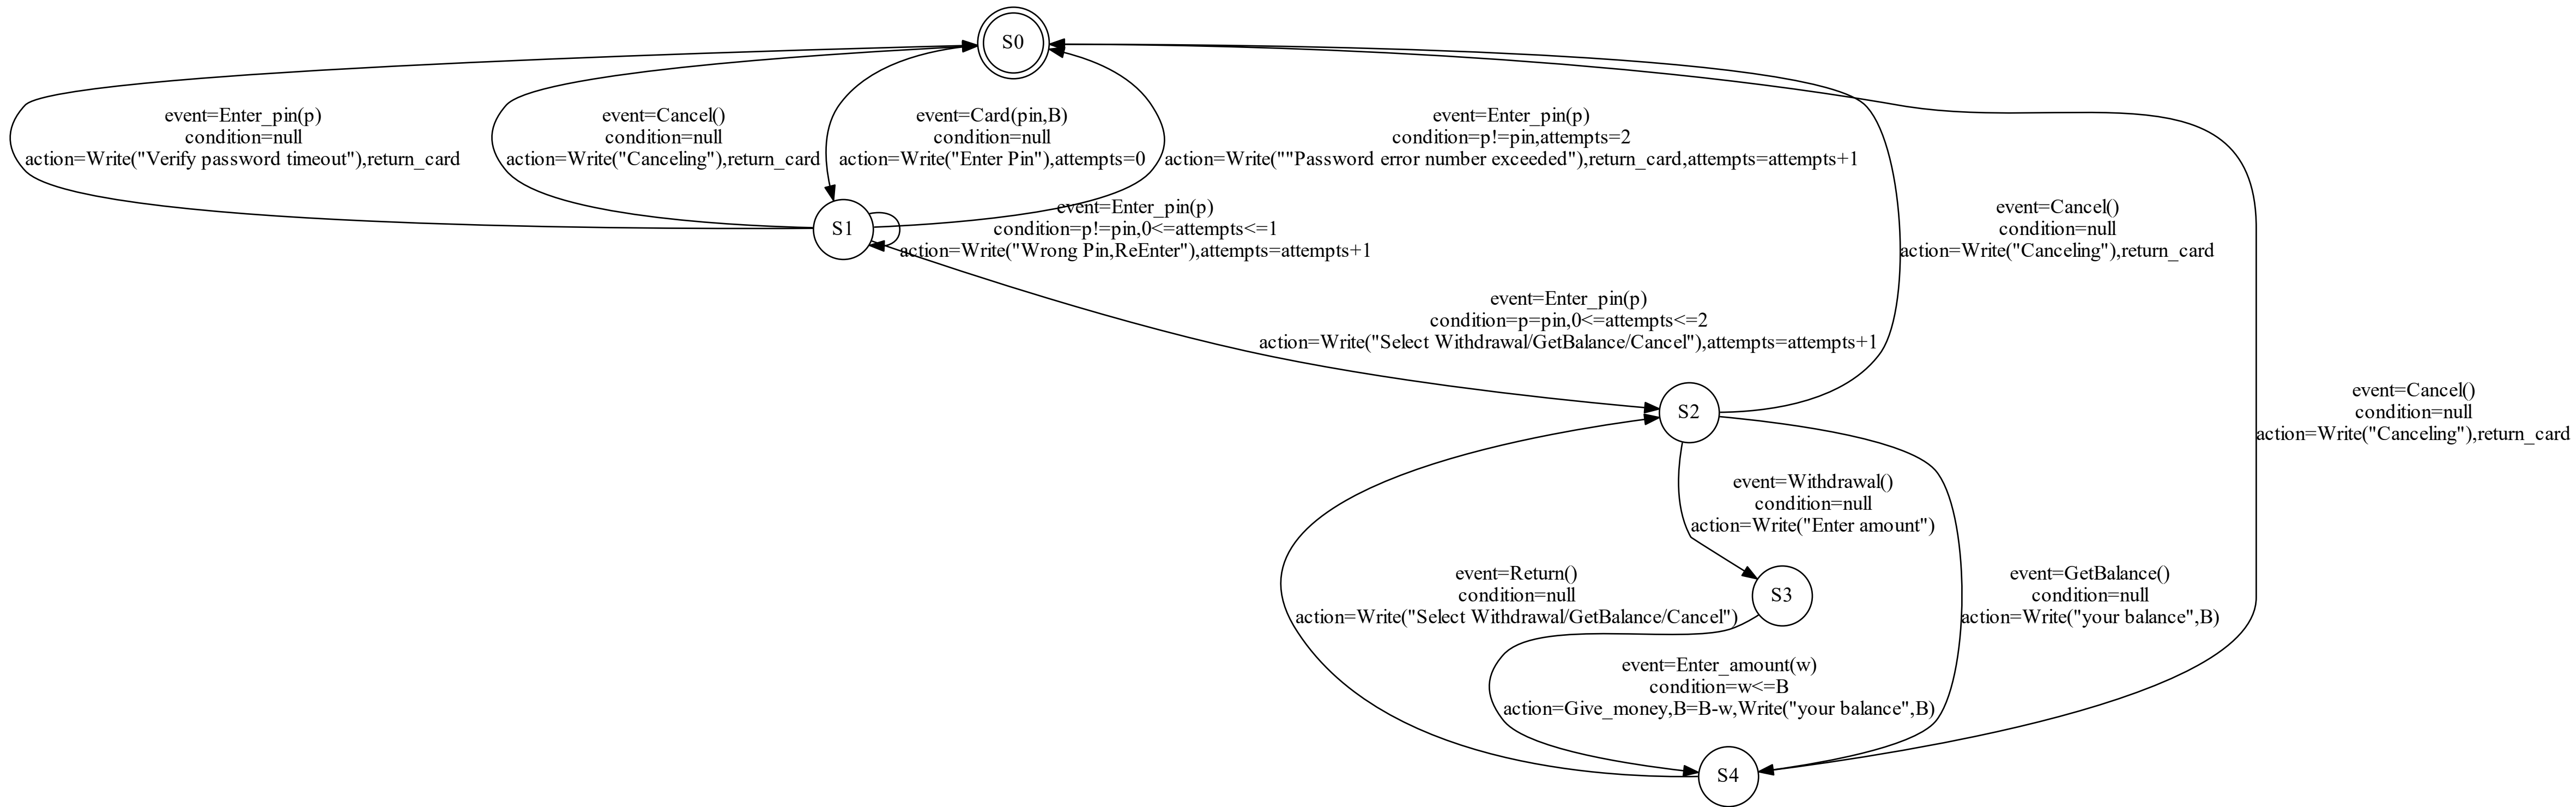 S0
event=Enter_pin(p)
condition=null
action=Write("Verify password timeout"),return_card
event=Cancel()
condition=null
action=Write("Canceling"),return_card
event=Card(pin,B)
condition=null
action=Write("Enter Pin"),attempts=0
event=Enter_pin(p)
condition=p!=pin,attempts=2
action=Write(""Password error number exceeded"),return_card,attempts=attempts+1
S1
event=Enter_pin(p)
condition=p!=pin,0<=attempts<=1
action=Write("Wrong Pin,ReEnter"),attempts=attempts+1
event=Cancel()
condition=null
action=Write("Canceling"),return_card
event=Enter_pin(p)
condition=p=pin,0<=attempts<=2
action=Write("Select Withdrawal/GetBalance/Cancel"),attempts=attempts+1
S2
event=Cancel()
condition=null
action=Write("Canceling"),return_card
event=Withdrawal()
condition=null
action=Write("Enter amount")
event=Return()
condition=null
action=Write("Select Withdrawal/GetBalance/Cancel")
S3
event=GetBalance()
condition=null
action=Write("your balance",B)
event=Enter_amount(w)
condition=w<=B
action=Give_money,B=B-w,Write("your balance",B)
S4